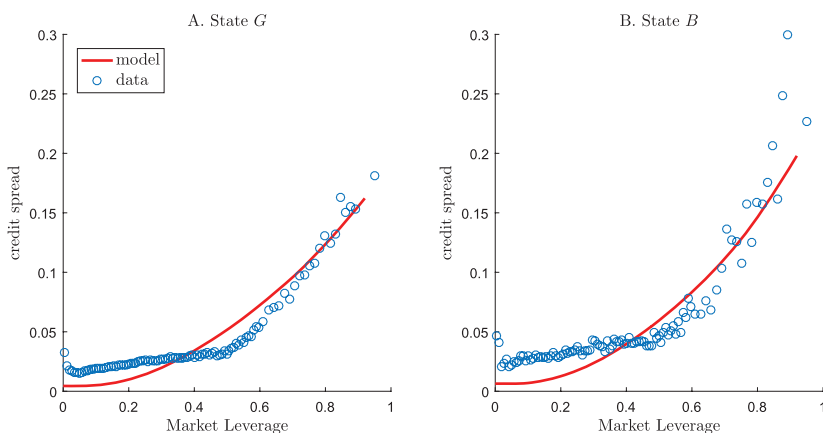 A. State G
0.3
0.25
0.2
0.15
0.1
0.05
0
credit spread
model
data
0 0.2 0.4 0.6 0.8 1
Market Leverage
B. State B
0.3
0.25
0.2
0.15
0.1
0.05
0
credit spread
0 0.2 0.4 0.6 0.8 1
Market Leverage